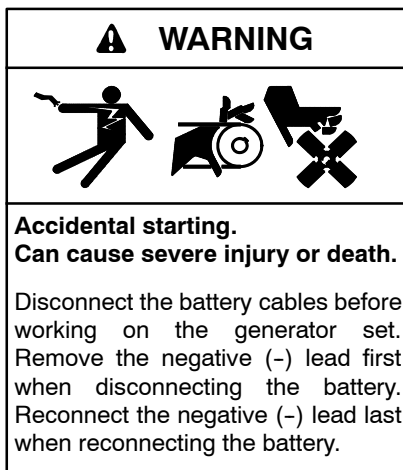 WARNING
Accidental starting.
Can cause severe injury or death.
Disconnect the battery cables before
working on the generator set.
Remove the negative (-) lead first
when disconnecting the battery.
Reconnect the negative (-) lead last
when reconnecting the battery.